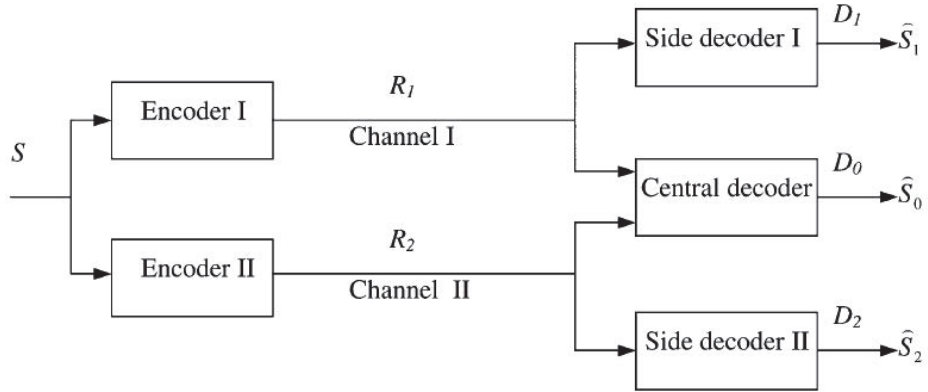 D₁
Side decoder I
Ŝ₁
R₁
Encoder I
Channel I
S
D₀
Central decoder
Ŝ₀
R₂
Encoder II
Channel II
D₂
Side decoder II
Ŝ₂